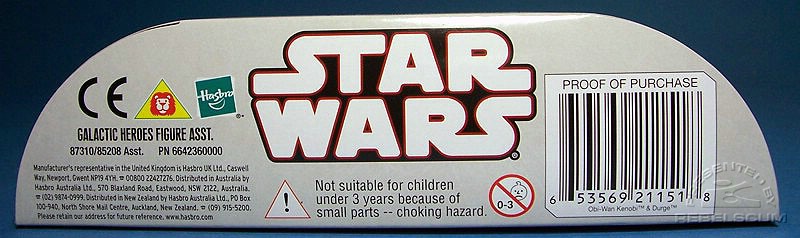 STAR
WARS
CE
Hasbro
GALACTIC HEROES FIGURE ASST.
87310/85208 Asst. PN 6642360000
Manufacturer's representative in the United Kingdom is Hasbro UK Ltd., Caswell
Way, Newport, Gwent NP19 4YH. ☎ 00800 22427276. Distributed in Australia by
Hasbro Australia Ltd., 570 Blaxland Road, Eastwood, NSW 2122, Australia.
☎ (02) 9874-0999. Distributed in New Zealand by Hasbro Australia Ltd., PO Box
100-940, North Shore Mail Centre, Auckland, New Zealand. ☎ (09) 915-5200.
Please retain our address for future reference. www.hasbro.com
!
Not suitable for children
under 3 years because of
small parts -- choking hazard.
0-3
PROOF OF PURCHASE
6 53569 21151 8
Obi-Wan Kenobi™ & Durge™
PRESENTED BY
REBELSCUM